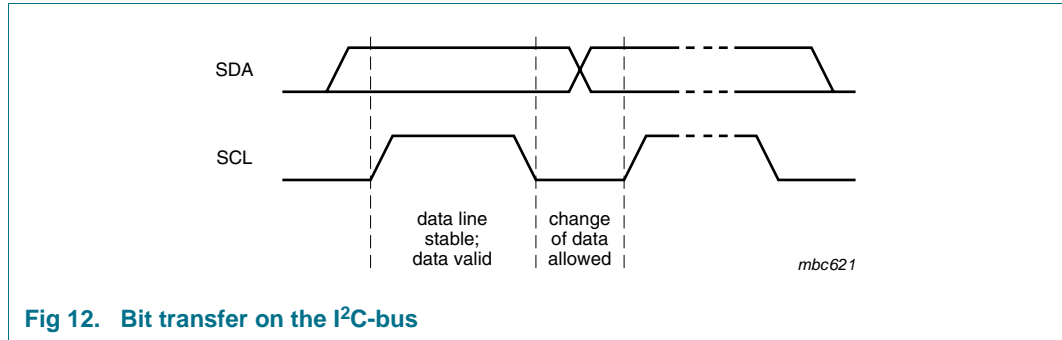 SDA
SCL
data line
stable;
data valid
change
of data
allowed
mbc621
Fig 12. Bit transfer on the I²C-bus